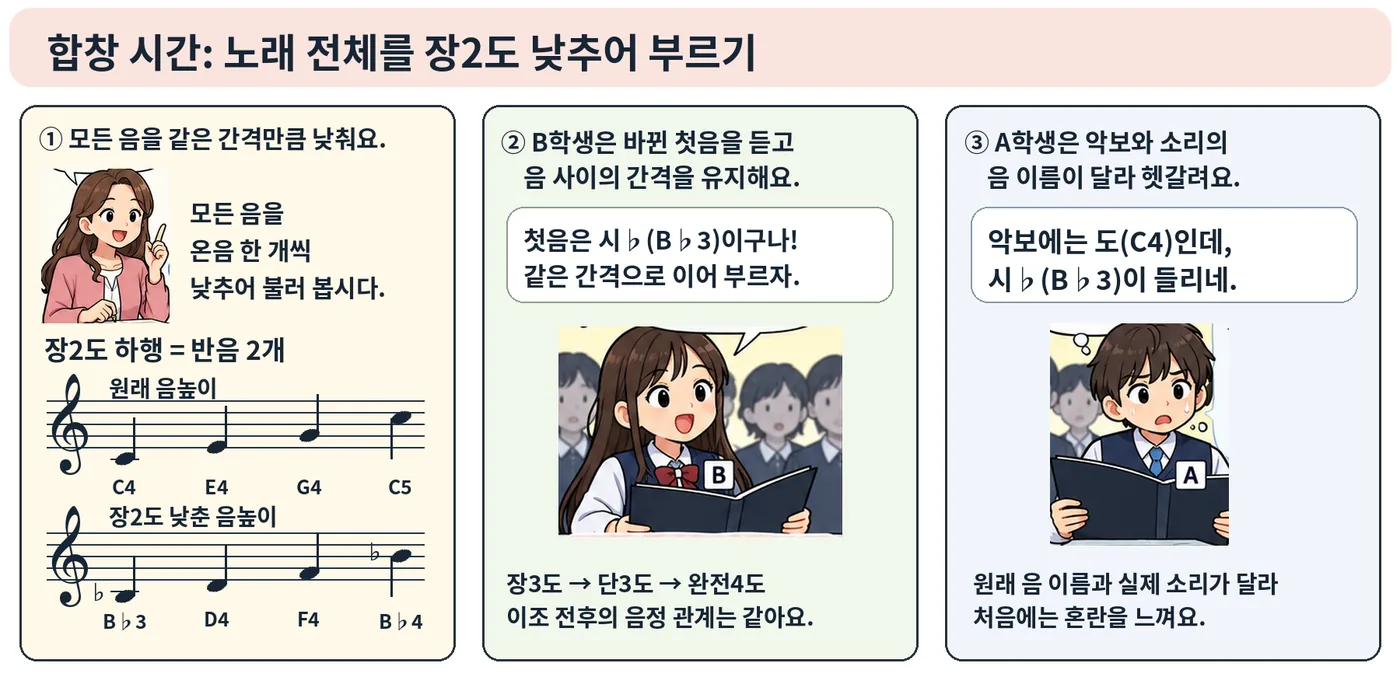 합창 시간: 노래 전체를 장2도 낮추어 부르기
① 모든 음을 같은 간격만큼 낮춰요.
모든 음을
온음 한 개씩
낮추어 불러 봅시다.
장2도 하행 = 반음 2개
원래 음높이
C4 E4 G4 C5
장2도 낮춘 음높이
B♭3 D4 F4 B♭4
② B학생은 바뀐 첫음을 듣고
음 사이의 간격을 유지해요.
첫음은 시♭(B♭3)이구나!
같은 간격으로 이어 부르자.
B
장3도 → 단3도 → 완전4도
이조 전후의 음정 관계는 같아요.
③ A학생은 악보와 소리의
음 이름이 달라 헷갈려요.
악보에는 도(C4)인데,
시♭(B♭3)이 들리네.
A
원래 음 이름과 실제 소리가 달라
처음에는 혼란을 느껴요.